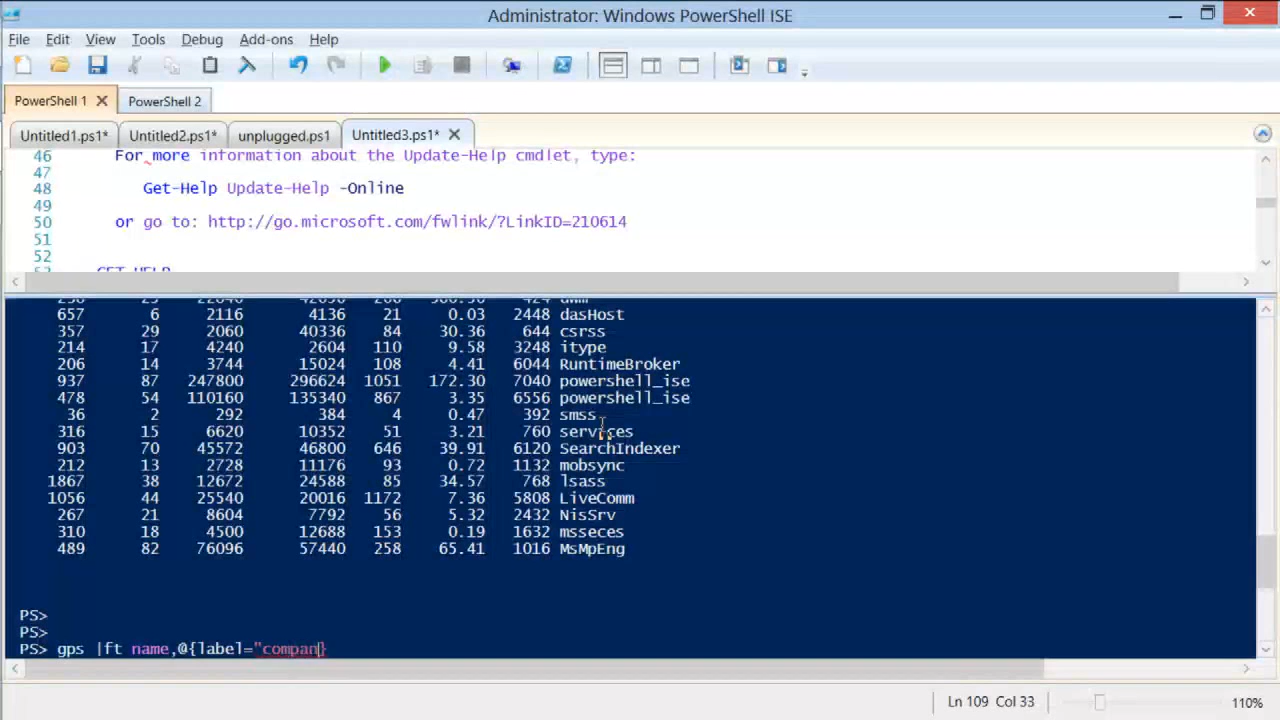 Administrator: Windows PowerShell ISE
File Edit View Tools Debug Add-ons Help
PowerShell 1 PowerShell 2
Untitled1.ps1* Untitled2.ps1* unplugged.ps1 Untitled3.ps1*
46 For more information about the Update-Help cmdlet, type:
47
48 Get-Help Update-Help -Online
49
50 or go to: http://go.microsoft.com/fwlink/?LinkID=210614
51
52
657 6 2116 4136 21 0.03 2448 dasHost
357 29 2060 40336 84 30.36 644 csrss
214 17 4240 2604 110 9.58 3248 itype
206 14 3744 15024 108 4.41 6044 RuntimeBroker
937 87 247800 296624 1051 172.30 7040 powershell_ise
478 54 110160 135340 867 3.35 6556 powershell_ise
36 2 292 384 4 0.47 392 smss
316 15 6620 10352 51 3.21 760 services
903 70 45572 46800 646 39.91 6120 SearchIndexer
212 13 2728 11176 93 0.72 1132 mobsync
1867 38 12672 24588 85 34.57 768 lsass
1056 44 25540 20016 1172 7.36 5808 LiveComm
267 21 8604 7792 56 5.32 2432 NisSrv
310 18 4500 12688 153 0.19 1632 msseces
489 82 76096 57440 258 65.41 1016 MsMpEng
PS>
PS>
PS> gps |ft name,@{label="compan}
Ln 109 Col 33 110%